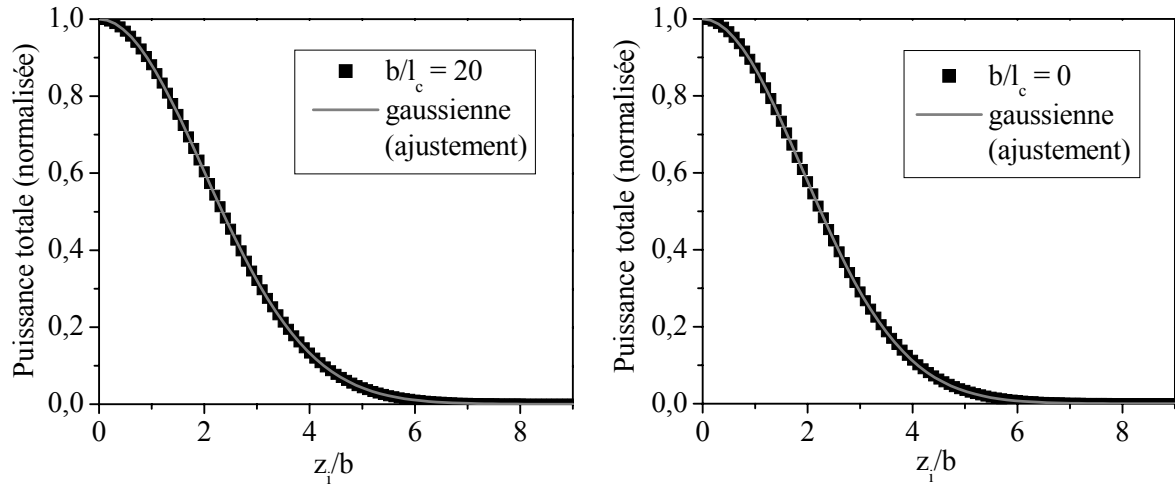 Puissance totale (normalisée)
1,0
0,8
0,6
0,4
0,2
0,0
b/l_c = 20
gaussienne
(ajustement)
0 2 4 6 8
z_i/b
Puissance totale (normalisée)
1,0
0,8
0,6
0,4
0,2
0,0
b/l_c = 0
gaussienne
(ajustement)
0 2 4 6 8
z_i/b